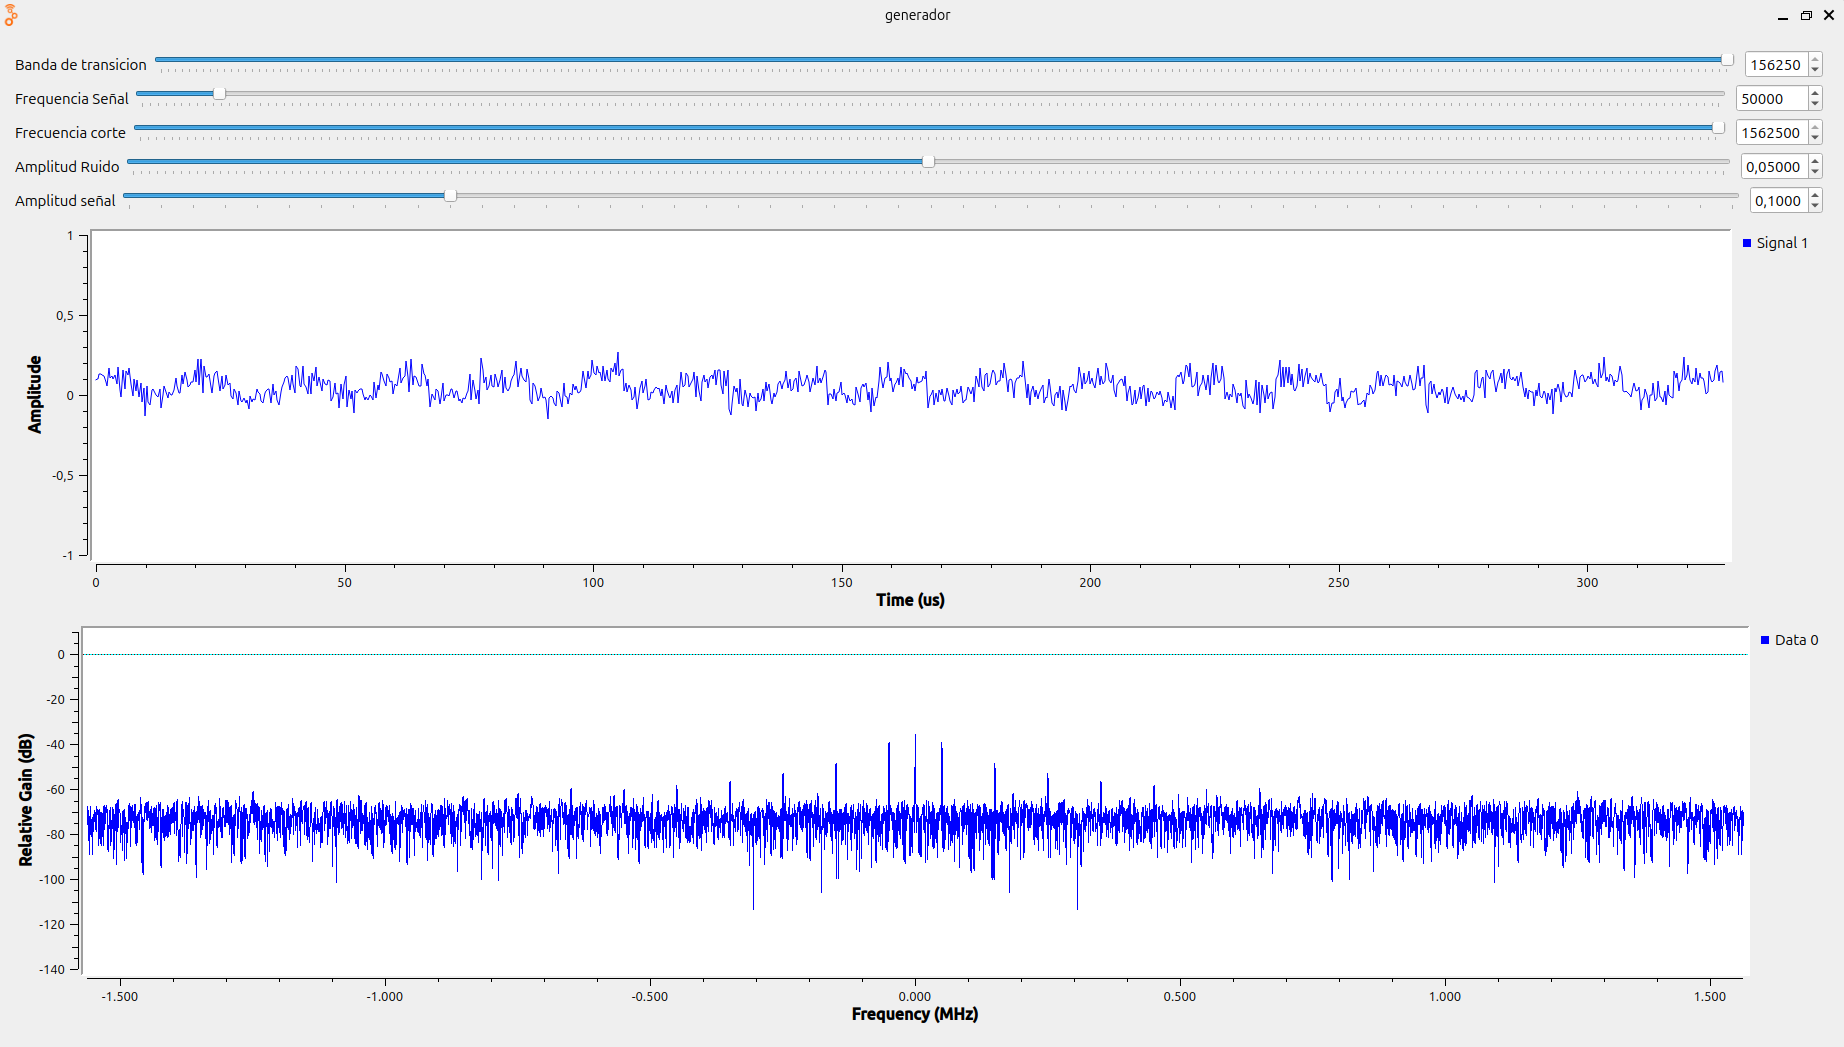 generador
Banda de transicion 156250
Frequencia Señal 50000
Frecuencia corte 1562500
Amplitud Ruido 0,05000
Amplitud señal 0,1000
Signal 1
1
0,5
0
-0,5
-1
Amplitude
0 50 100 150 200 250 300
Time (us)
Data 0
0
-20
-40
-60
-80
-100
-120
-140
Relative Gain (dB)
-1.500 -1.000 -0.500 0.000 0.500 1.000 1.500
Frequency (MHz)